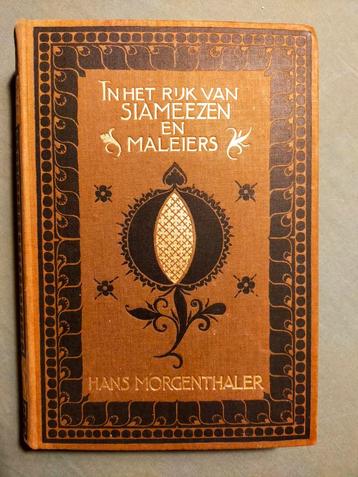 IN HET RIJK VAN
SIAMEEZEN
EN
MALEIERS
HANS MORGENTHALER